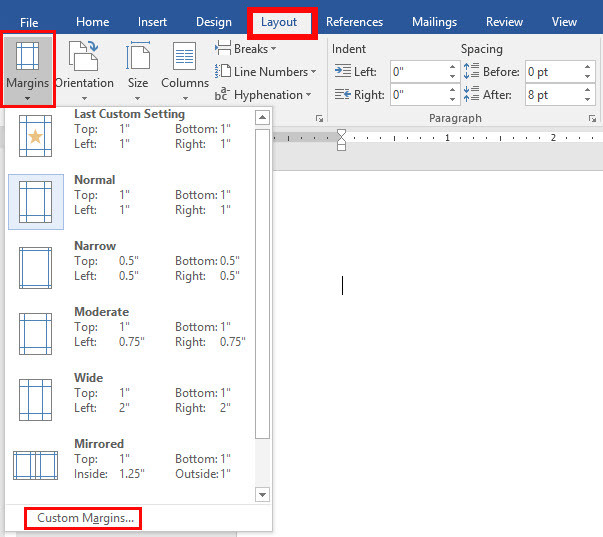 File Home Insert Design Layout References Mailings Review View
Margins Orientation Size Columns
Breaks
Line Numbers
Hyphenation
Indent Spacing
Left: 0" Before: 0 pt
Right: 0" After: 8 pt
Paragraph
Last Custom Setting
Top: 1" Bottom: 1"
Left: 1" Right: 1"
Normal
Top: 1" Bottom: 1"
Left: 1" Right: 1"
Narrow
Top: 0.5" Bottom: 0.5"
Left: 0.5" Right: 0.5"
Moderate
Top: 1" Bottom: 1"
Left: 0.75" Right: 0.75"
Wide
Top: 1" Bottom: 1"
Left: 2" Right: 2"
Mirrored
Top: 1" Bottom: 1"
Inside: 1.25" Outside: 1"
Custom Margins...
1 2